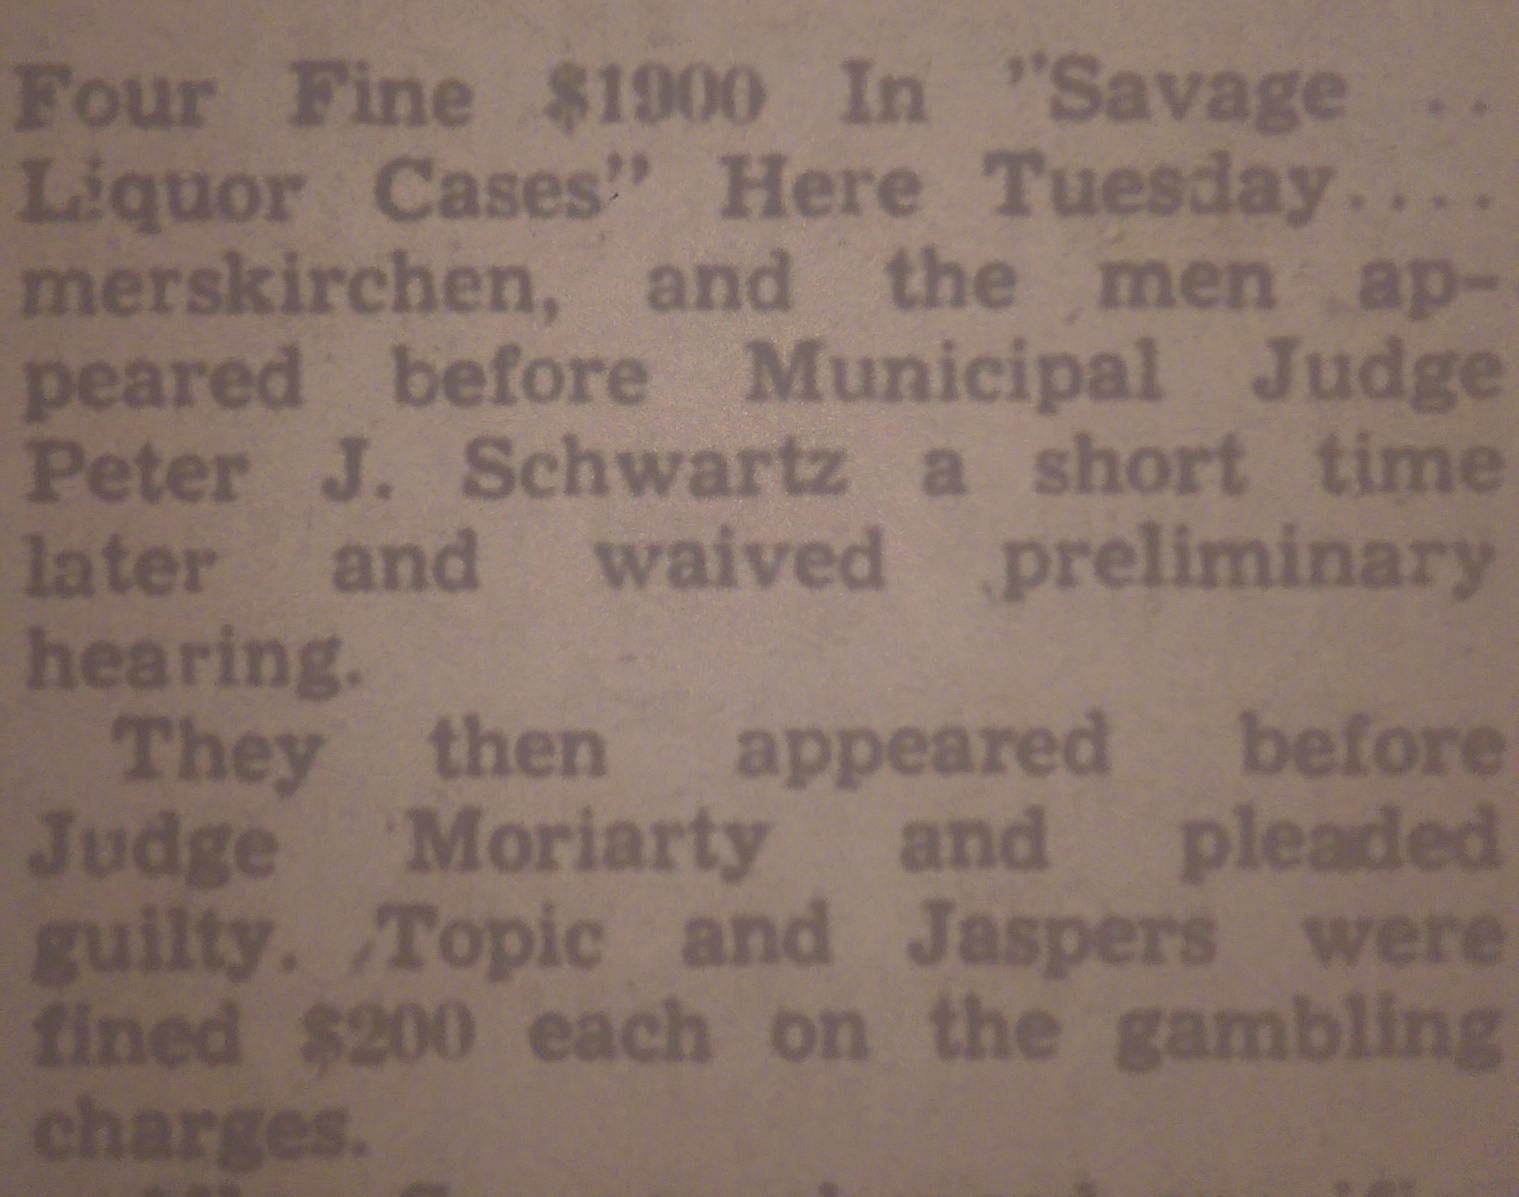 Four Fine $1900 In "Savage ..
Liquor Cases" Here Tuesday....
merskirchen, and the men ap-
peared before Municipal Judge
Peter J. Schwartz a short time
later and waived preliminary
hearing.
They then appeared before
Judge Moriarty and pleaded
guilty. Topic and Jaspers were
fined $200 each on the gambling
charges.